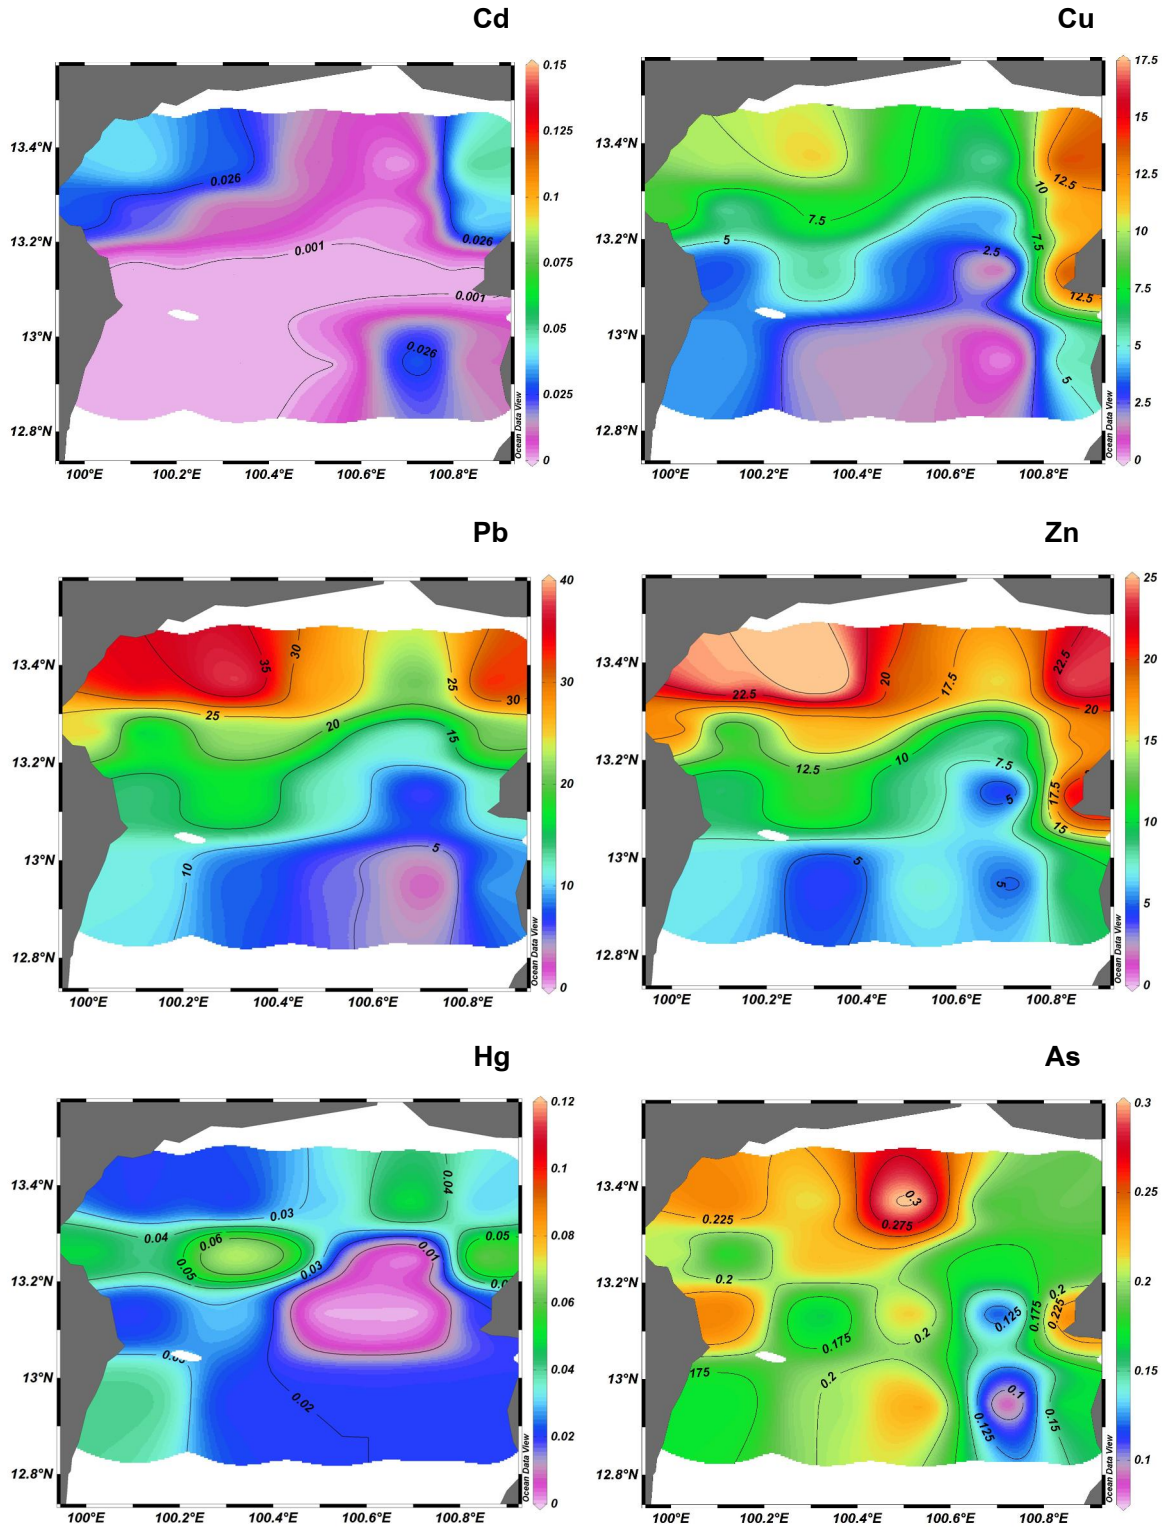 Cd
Cu
0.15
0.125
0.1
0.075
0.05
0.025
0
13.4°N
13.2°N
13°N
12.8°N
100°E
100.2°E
100.4°E
100.6°E
100.8°E
0.026
0.001
0.026
0.001
0.026
Ocean Data View
17.5
15
12.5
10
7.5
5
2.5
0
13.4°N
13.2°N
13°N
12.8°N
100°E
100.2°E
100.4°E
100.6°E
100.8°E
12.5
10
7.5
7.5
5
2.5
12.5
5
Ocean Data View
Pb
Zn
40
30
20
10
0
13.4°N
13.2°N
13°N
12.8°N
100°E
100.2°E
100.4°E
100.6°E
100.8°E
35
30
25
30
25
20
15
10
5
Ocean Data View
25
20
15
10
5
0
13.4°N
13.2°N
13°N
12.8°N
100°E
100.2°E
100.4°E
100.6°E
100.8°E
22.5
20
17.5
22.5
20
12.5
10
7.5
5
17.5
15
5
5
Ocean Data View
Hg
As
0.12
0.1
0.08
0.06
0.04
0.02
0
13.4°N
13.2°N
13°N
12.8°N
100°E
100.2°E
100.4°E
100.6°E
100.8°E
0.03
0.04
0.04
0.06
0.05
0.03
0.01
0.05
0.02
Ocean Data View
0.3
0.25
0.2
0.15
0.1
13.4°N
13.2°N
13°N
12.8°N
100°E
100.2°E
100.4°E
100.6°E
100.8°E
0.3
0.275
0.225
0.2
0.175
0.2
0.125
0.175
0.2
0.225
175
0.2
0.1
0.125
0.15
Ocean Data View